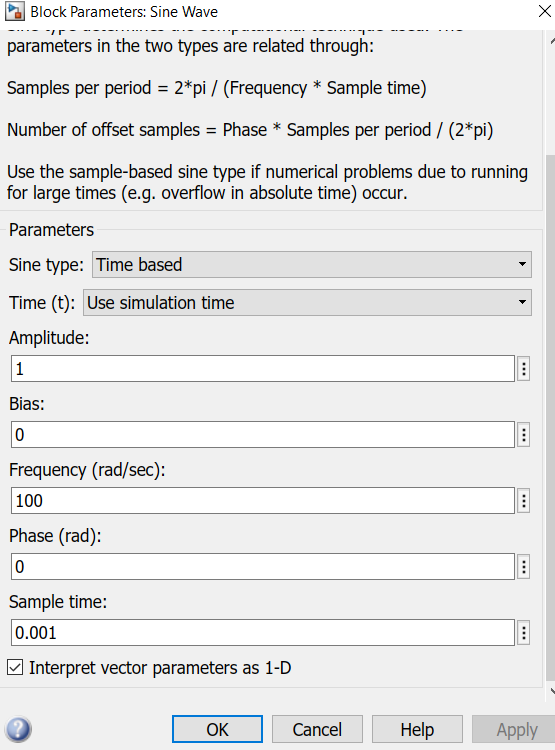 Block Parameters: Sine Wave
parameters in the two types are related through:
Samples per period = 2*pi / (Frequency * Sample time)
Number of offset samples = Phase * Samples per period / (2*pi)
Use the sample-based sine type if numerical problems due to running
for large times (e.g. overflow in absolute time) occur.
Parameters
Sine type: Time based
Time (t): Use simulation time
Amplitude:
1
Bias:
0
Frequency (rad/sec):
100
Phase (rad):
0
Sample time:
0.001
Interpret vector parameters as 1-D
OK Cancel Help Apply